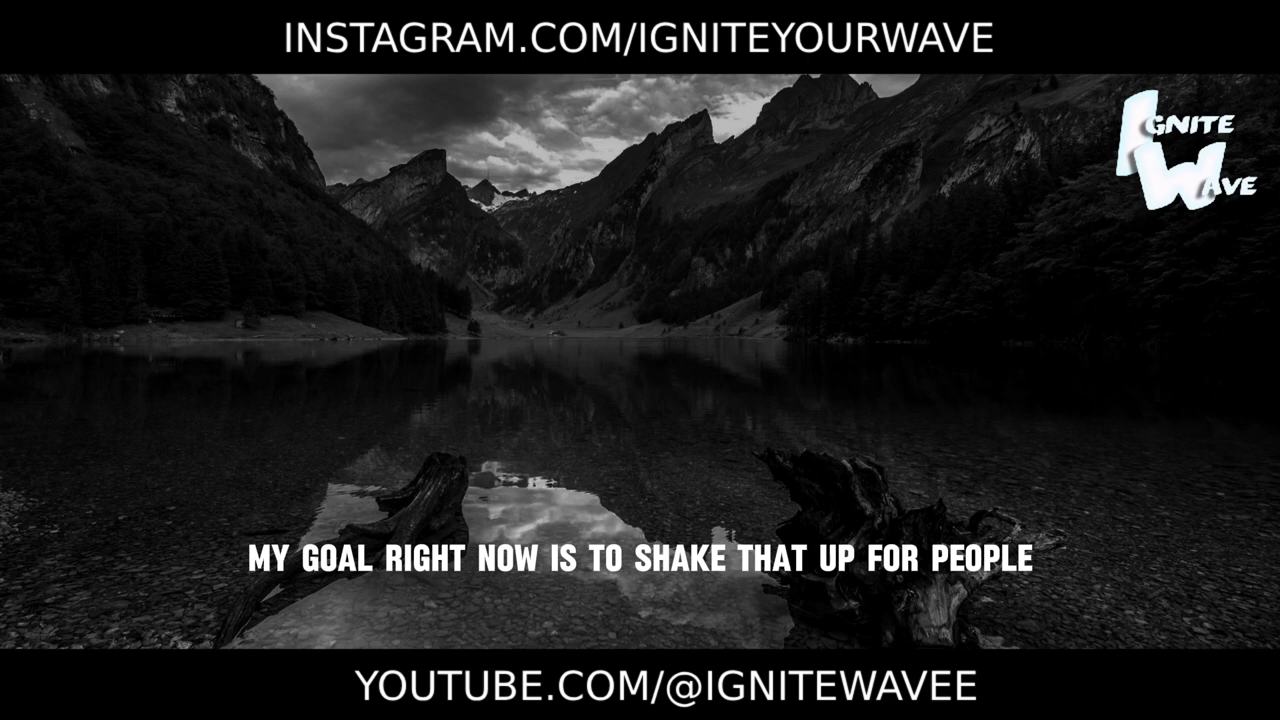 INSTAGRAM.COM/IGNITEYOURWAVE
IGNITE
WAVE
MY GOAL RIGHT NOW IS TO SHAKE THAT UP FOR PEOPLE
YOUTUBE.COM/@IGNITEWAVEE